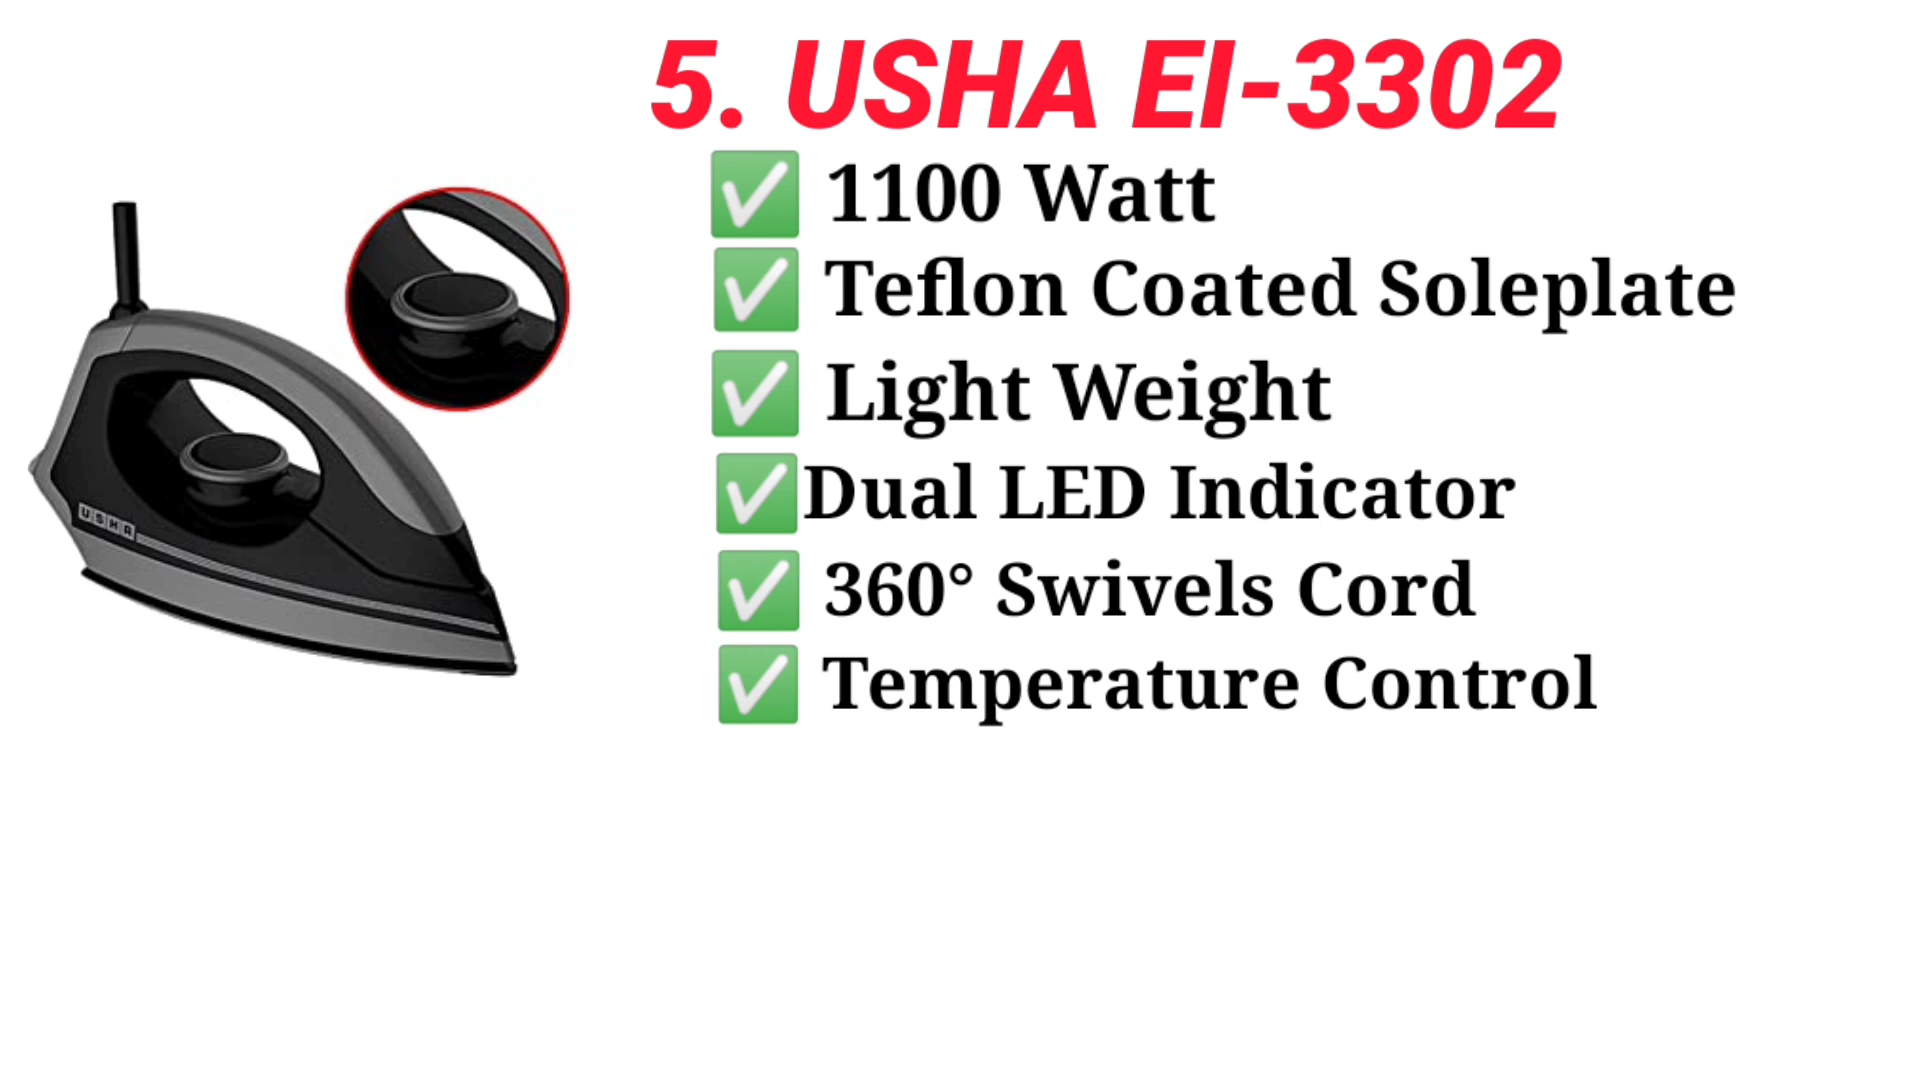 5. USHA EI-3302
✅ 1100 Watt
✅ Teflon Coated Soleplate
✅ Light Weight
✅Dual LED Indicator
✅ 360° Swivels Cord
✅ Temperature Control
USHA